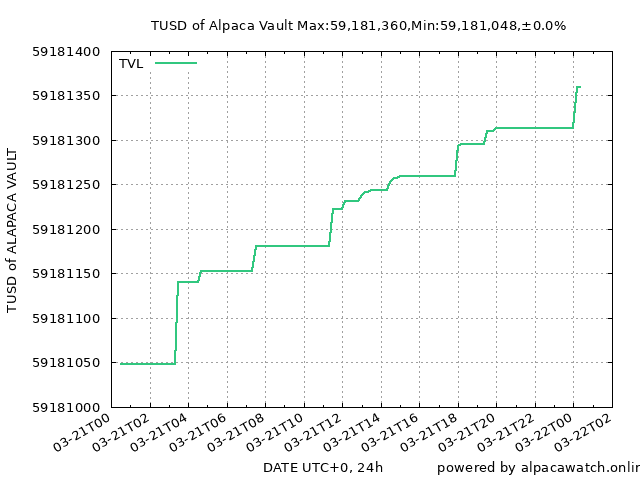 TUSD of Alpaca Vault Max:59,181,360,Min:59,181,048,±0.0%
TVL
59181400
59181350
59181300
59181250
59181200
59181150
59181100
59181050
59181000
TUSD of ALAPACA VAULT
03-21T00
03-21T02
03-21T04
03-21T06
03-21T08
03-21T10
03-21T12
03-21T14
03-21T16
03-21T18
03-21T20
03-21T22
03-22T00
03-22T02
DATE UTC+0, 24h
powered by alpacawatch.onlin